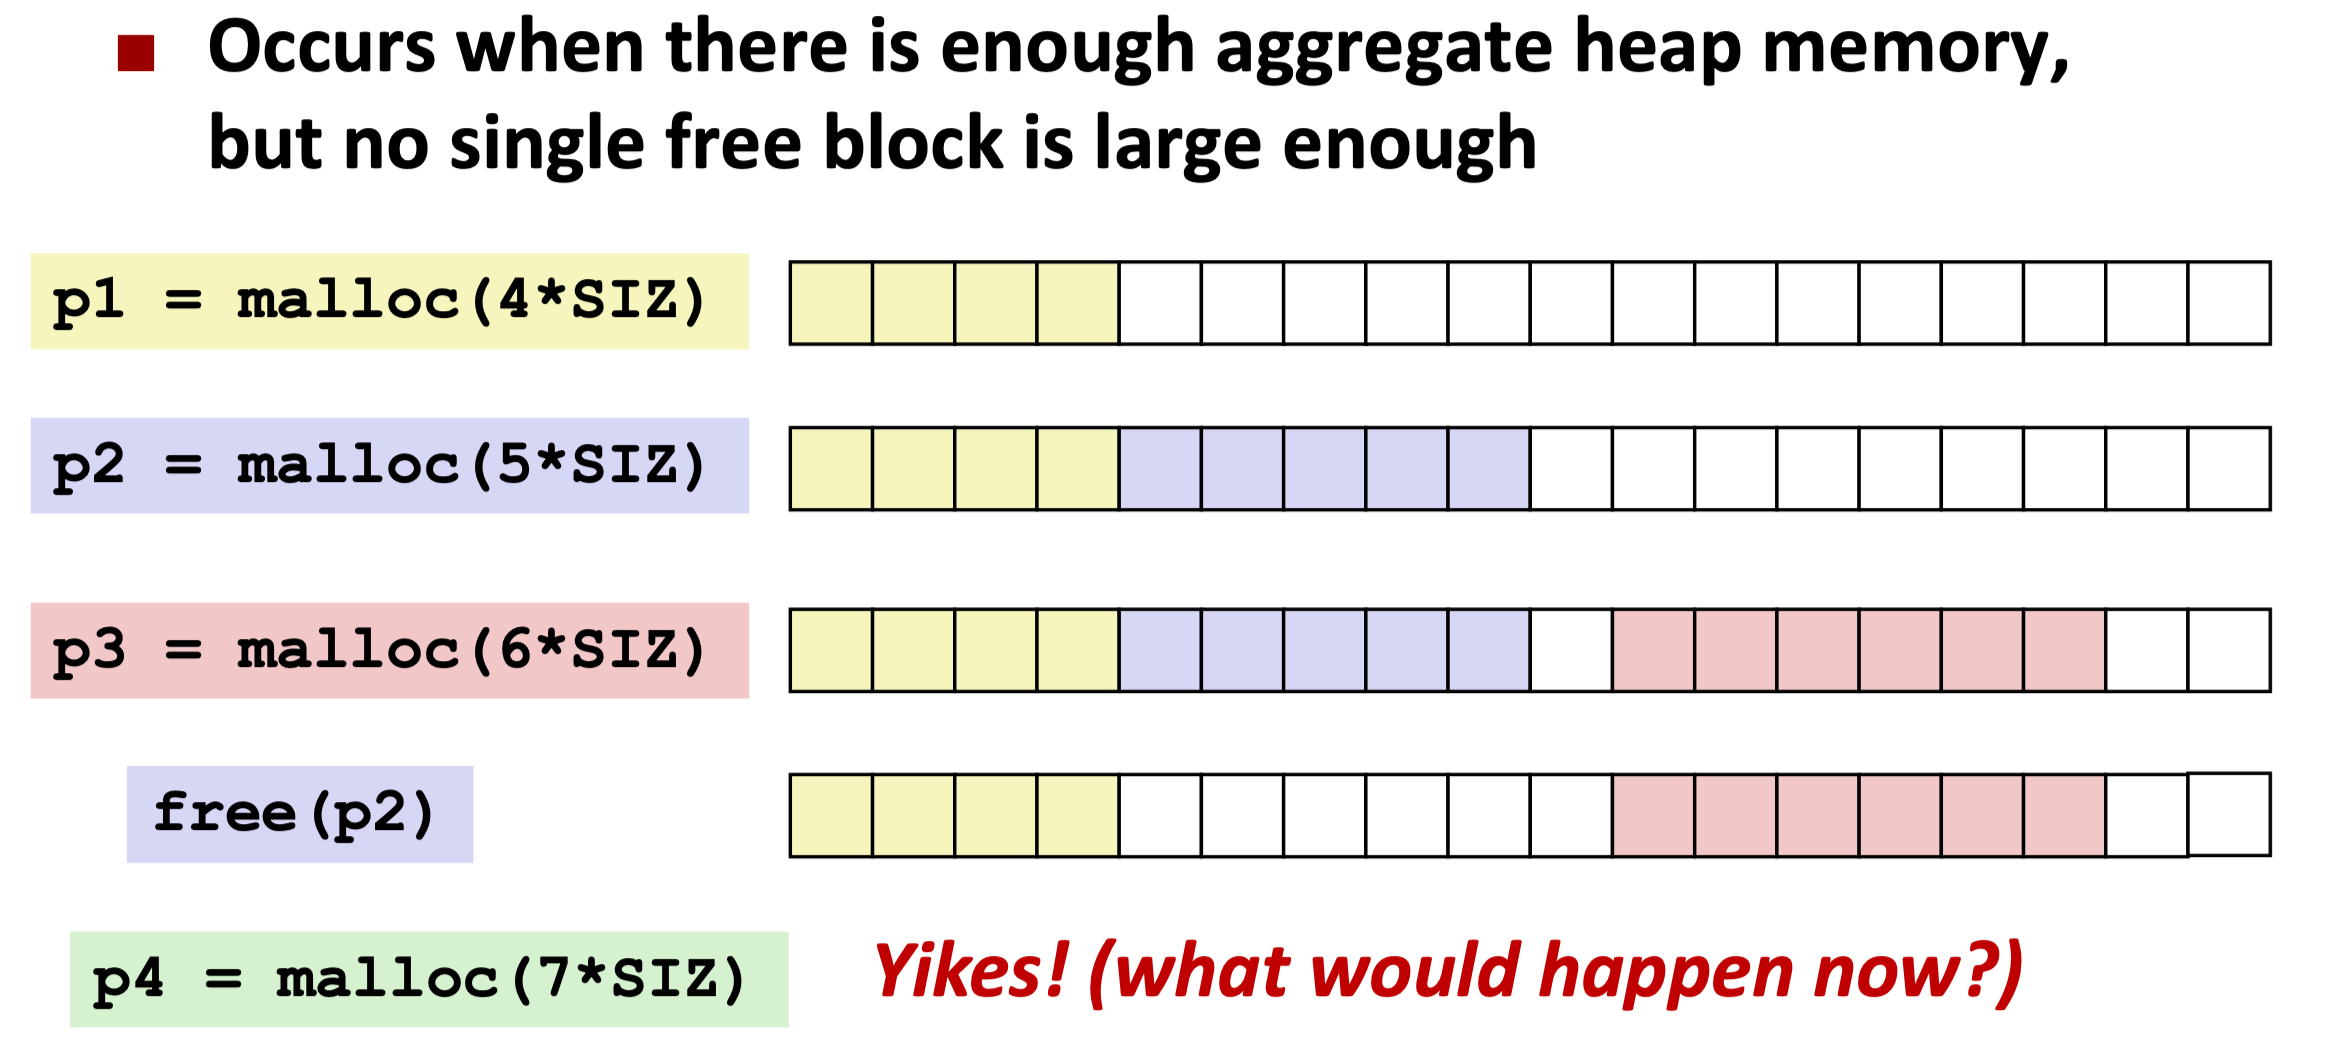 Occurs when there is enough aggregate heap memory,
but no single free block is large enough
p1 = malloc(4*SIZ)
p2 = malloc(5*SIZ)
p3 = malloc(6*SIZ)
free(p2)
p4 = malloc(7*SIZ)
Yikes! (what would happen now?)